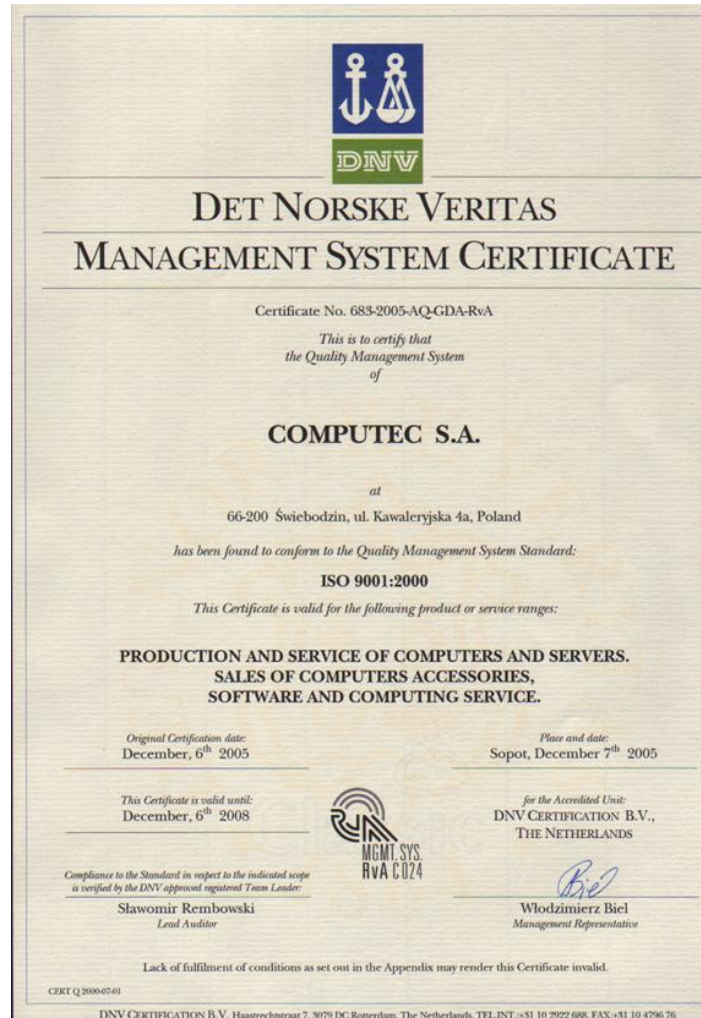 DNV
DET NORSKE VERITAS
MANAGEMENT SYSTEM CERTIFICATE
Certificate No. 683-2005-AQ-GDA-RvA
This is to certify that
the Quality Management System
of
COMPUTEC S.A.
at
66-200 Świebodzin, ul. Kawaleryjska 4a, Poland
has been found to conform to the Quality Management System Standard:
ISO 9001:2000
This Certificate is valid for the following product or service ranges:
PRODUCTION AND SERVICE OF COMPUTERS AND SERVERS.
SALES OF COMPUTERS ACCESSORIES,
SOFTWARE AND COMPUTING SERVICE.
Original Certification date:
December, 6th 2005
Place and date:
Sopot, December 7th 2005
This Certificate is valid until:
December, 6th 2008
for the Accredited Unit:
DNV CERTIFICATION B.V.,
THE NETHERLANDS
RvA
MGMT. SYS.
RvA C024
Compliance to the Standard in respect to the indicated scope
is verified by the DNV approved registered Team Leader:
Sławomir Rembowski
Lead Auditor
Biel
Włodzimierz Biel
Management Representative
Lack of fulfilment of conditions as set out in the Appendix may render this Certificate invalid.
CERT Q 2000-07-01
DNV CERTIFICATION B.V. Haastrechtstraat 7, 3079 DC Rotterdam, The Netherlands, TEL.INT.:+31 10 2922 688, FAX:+31 10 4796 76